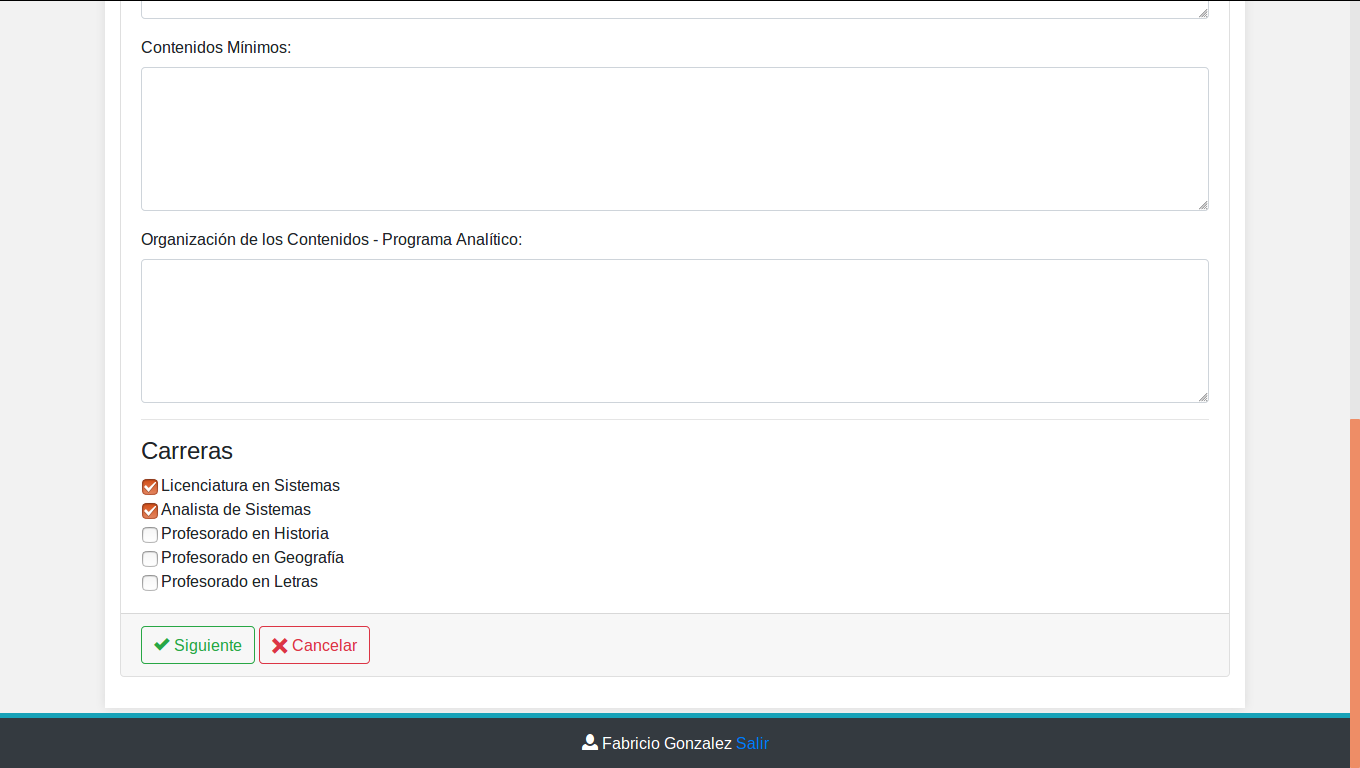 Contenidos Mínimos:
Organización de los Contenidos - Programa Analítico:
Carreras
Licenciatura en Sistemas
Analista de Sistemas
Profesorado en Historia
Profesorado en Geografía
Profesorado en Letras
Siguiente Cancelar
Fabricio Gonzalez Salir